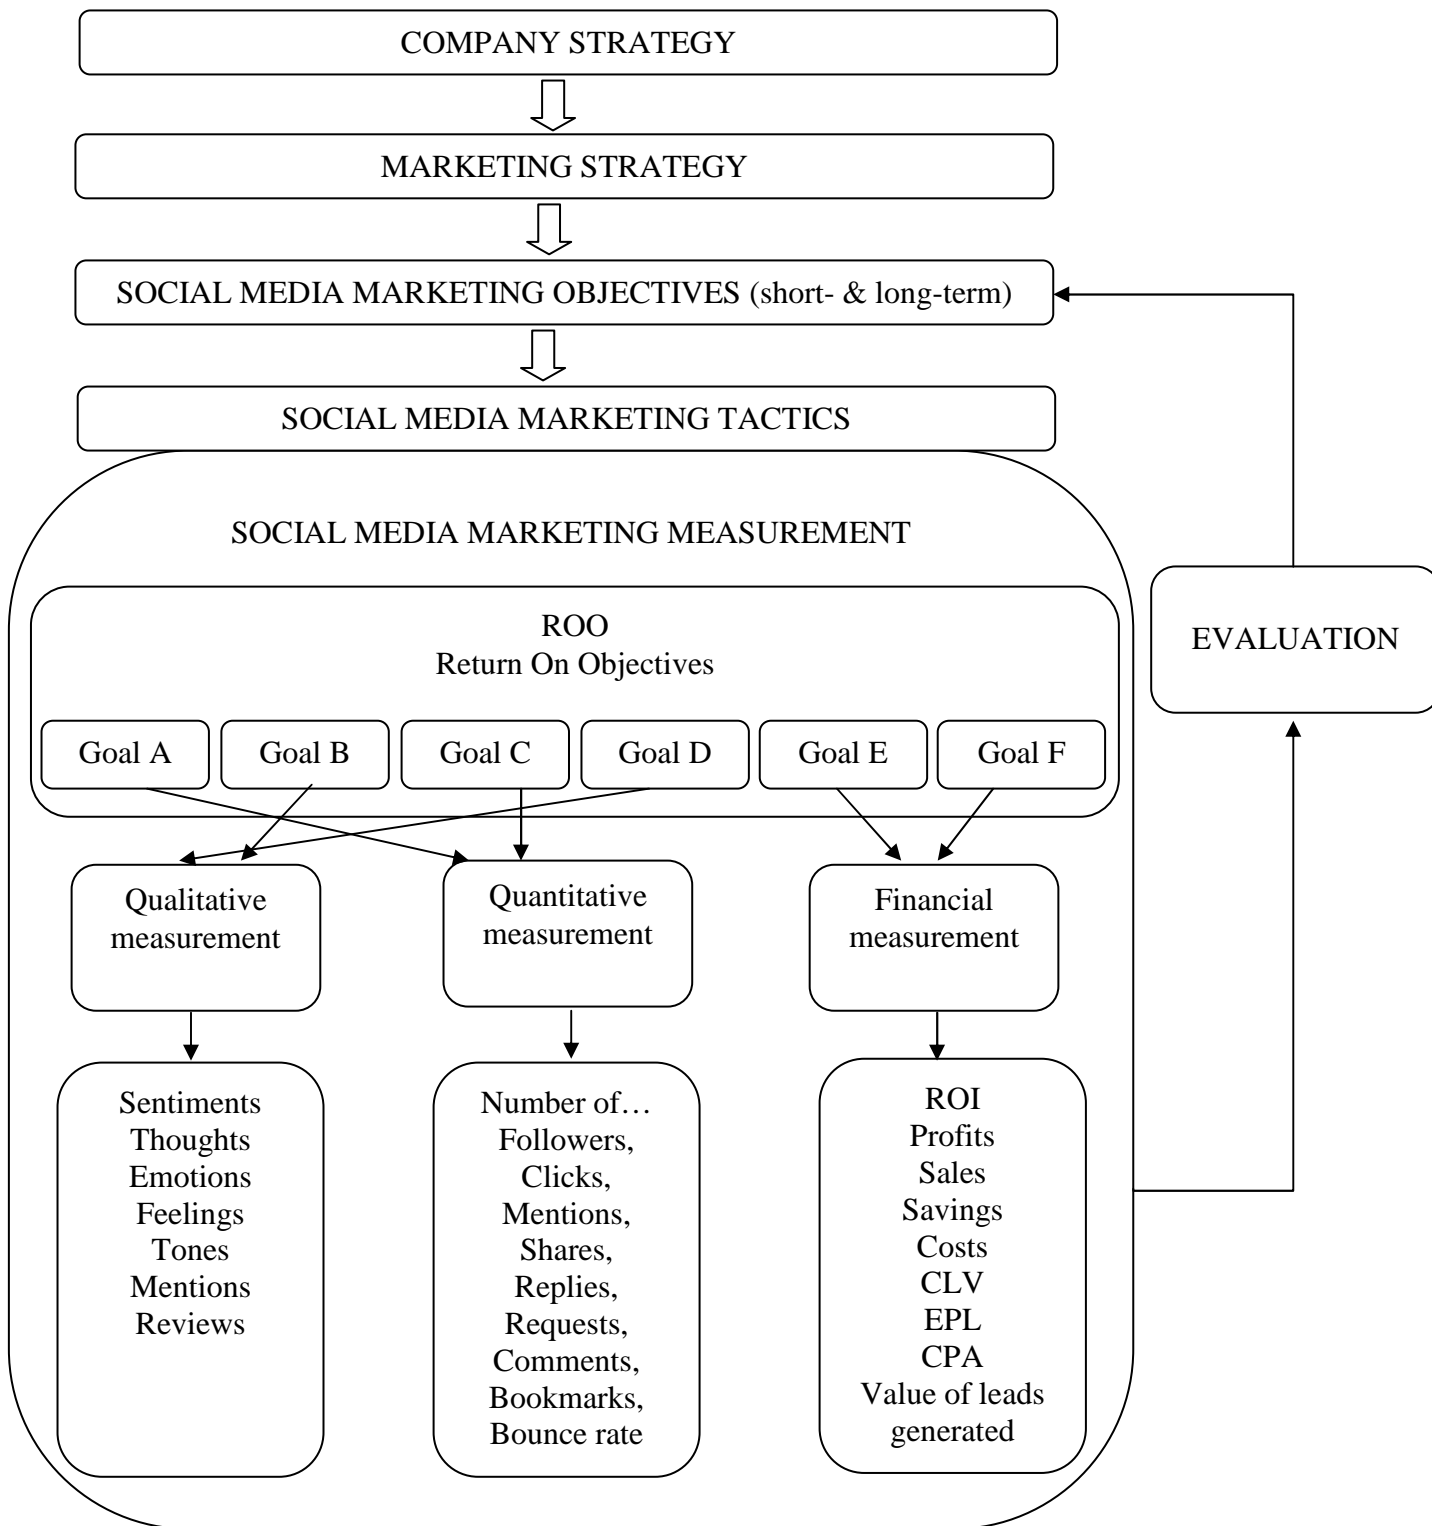 COMPANY STRATEGY
MARKETING STRATEGY
SOCIAL MEDIA MARKETING OBJECTIVES (short- & long-term)
SOCIAL MEDIA MARKETING TACTICS
SOCIAL MEDIA MARKETING MEASUREMENT
ROO
Return On Objectives
Goal A
Goal B
Goal C
Goal D
Goal E
Goal F
EVALUATION
Qualitative
measurement
Quantitative
measurement
Financial
measurement
Sentiments
Thoughts
Emotions
Feelings
Tones
Mentions
Reviews
Number of…
Followers,
Clicks,
Mentions,
Shares,
Replies,
Requests,
Comments,
Bookmarks,
Bounce rate
ROI
Profits
Sales
Savings
Costs
CLV
EPL
CPA
Value of leads
generated